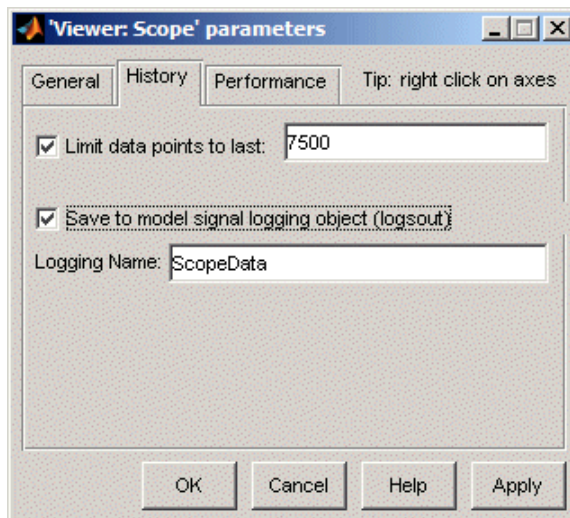 'Viewer: Scope' parameters
General History Performance Tip: right click on axes
Limit data points to last: 7500
Save to model signal logging object (logsout)
Logging Name: ScopeData
OK Cancel Help Apply